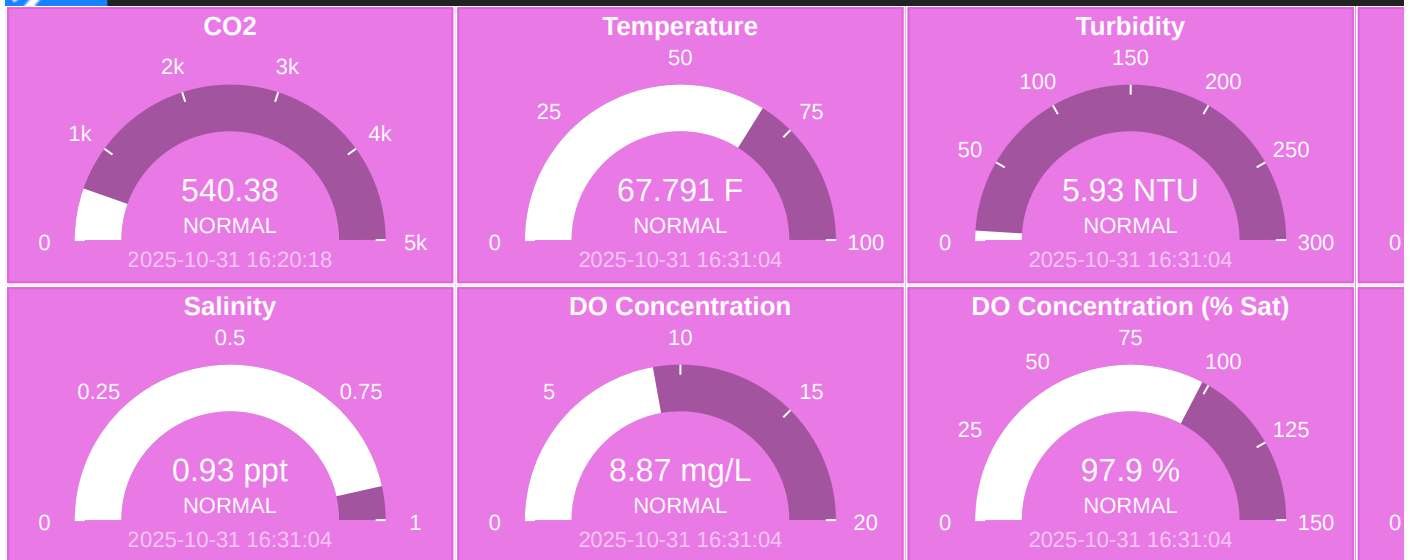 CO2
2k
3k
1k
4k
540.38
NORMAL
0
5k
2025-10-31 16:20:18
Temperature
50
25
75
67.791 F
NORMAL
0
100
2025-10-31 16:31:04
Turbidity
150
100
200
50
250
5.93 NTU
NORMAL
0
300
2025-10-31 16:31:04
0
Salinity
0.5
0.25
0.75
0.93 ppt
NORMAL
0
1
2025-10-31 16:31:04
DO Concentration
10
5
15
8.87 mg/L
NORMAL
0
20
2025-10-31 16:31:04
DO Concentration (% Sat)
75
50
100
25
125
97.9 %
NORMAL
0
150
2025-10-31 16:31:04
0